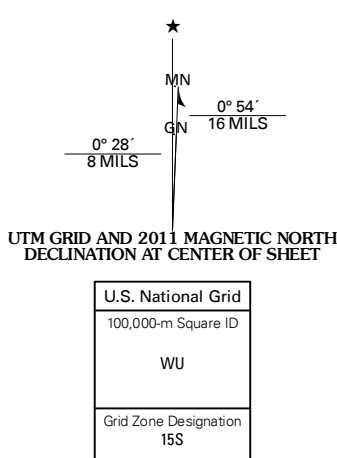 ★
MN
0° 54´
16 MILS
GN
0° 28´
8 MILS
UTM GRID AND 2011 MAGNETIC NORTH
DECLINATION AT CENTER OF SHEET
U.S. National Grid
100,000-m Square ID
WU
Grid Zone Designation
15S